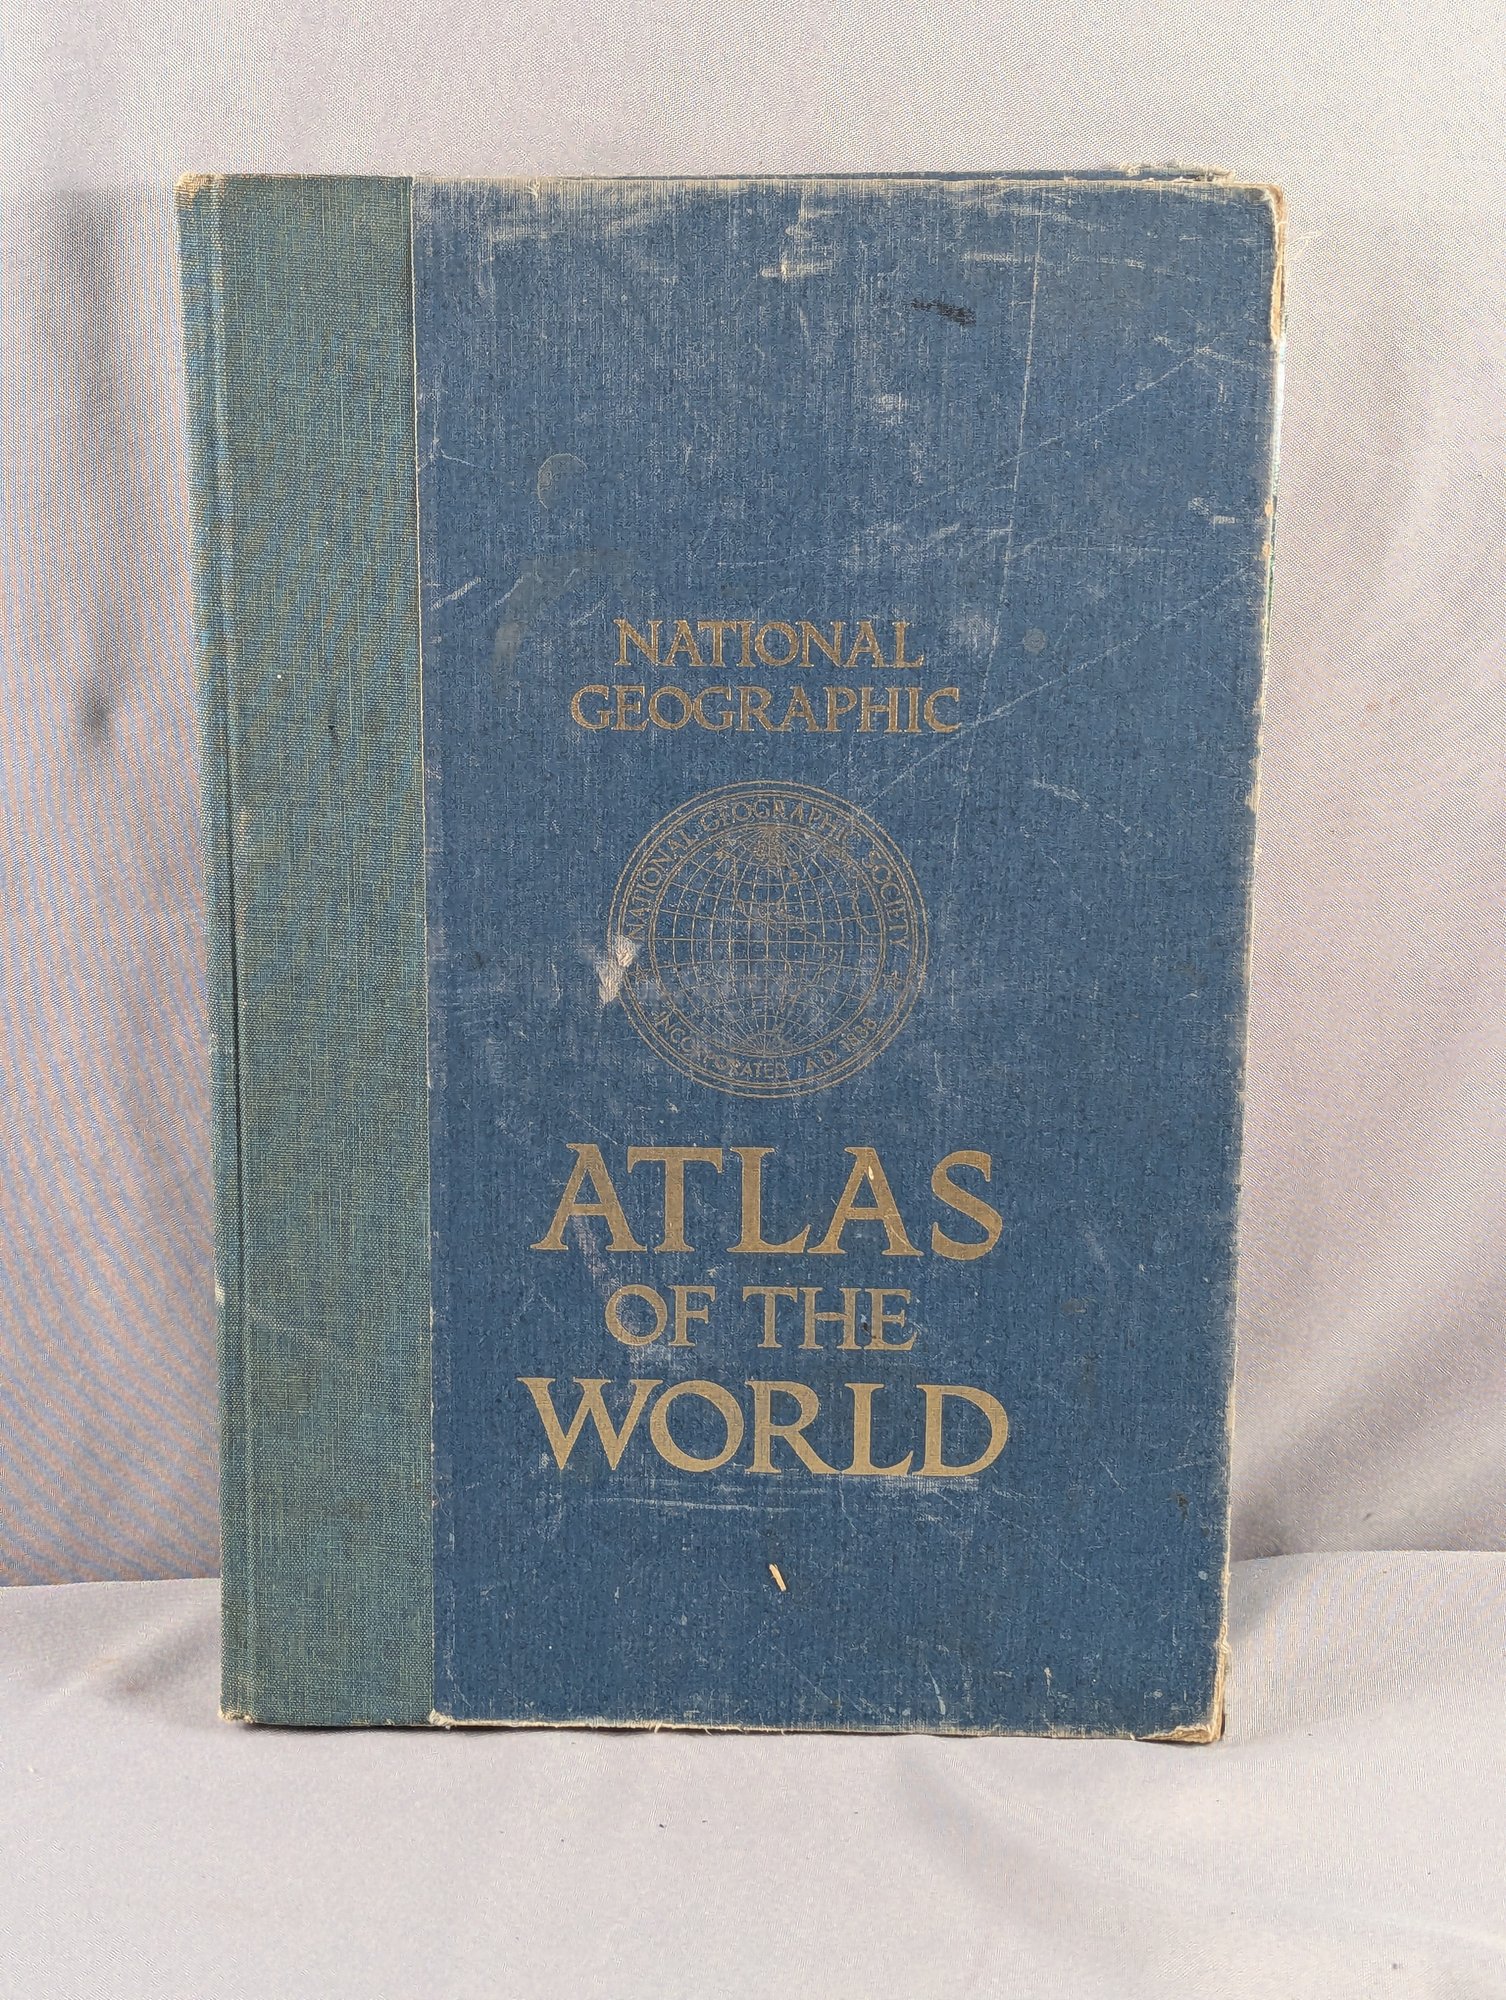 NATIONAL
GEOGRAPHIC
NATIONAL GEOGRAPHIC SOCIETY
INCORPORATED A.D. 1888
ATLAS
OF THE
WORLD